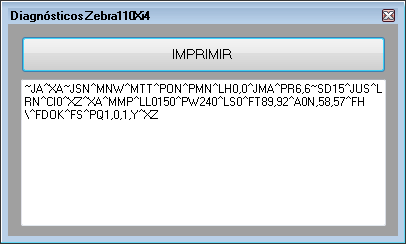 Diagnósticos Zebra110Xi4
IMPRIMIR
~JA^XA~JSN^MNW^MTT^PON^PMN^LH0,0^JMA^PR6,6~SD15^JUS^L
RN^CI0^XZ^XA^MMP^LL0150^PW240^LS0^FT89,92^A0N,58,57^FH
\^FDOK^FS^PQ1,0,1,Y^XZ